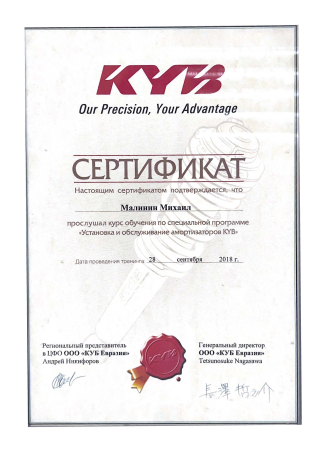 KYB
Our Precision, Your Advantage
СЕРТИФИКАТ
Настоящим сертификатом подтверждается, что
Малинин Михаил
прослушал курс обучения по специальной программе
«Установка и обслуживание амортизаторов KYB»
Дата проведения тренинга 28 сентября 2018 г.
Региональный представитель
в ЦФО ООО «КУБ Евразия»
Андрей Никифоров
Генеральный директор
ООО «КУБ Евразия»
Tetsunosuke Nagasawa